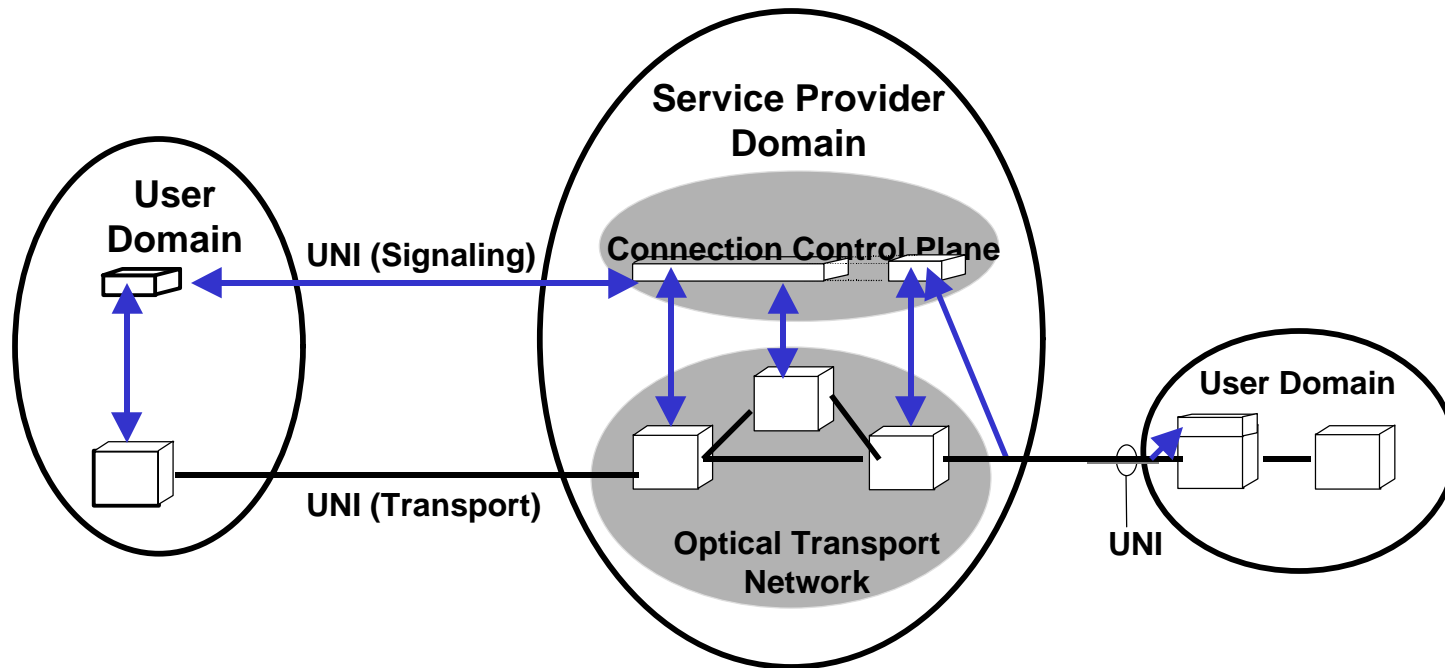 Service Provider
Domain
User
Domain
UNI (Signaling)
Connection Control Plane
User Domain
UNI (Transport)
Optical Transport
Network
UNI